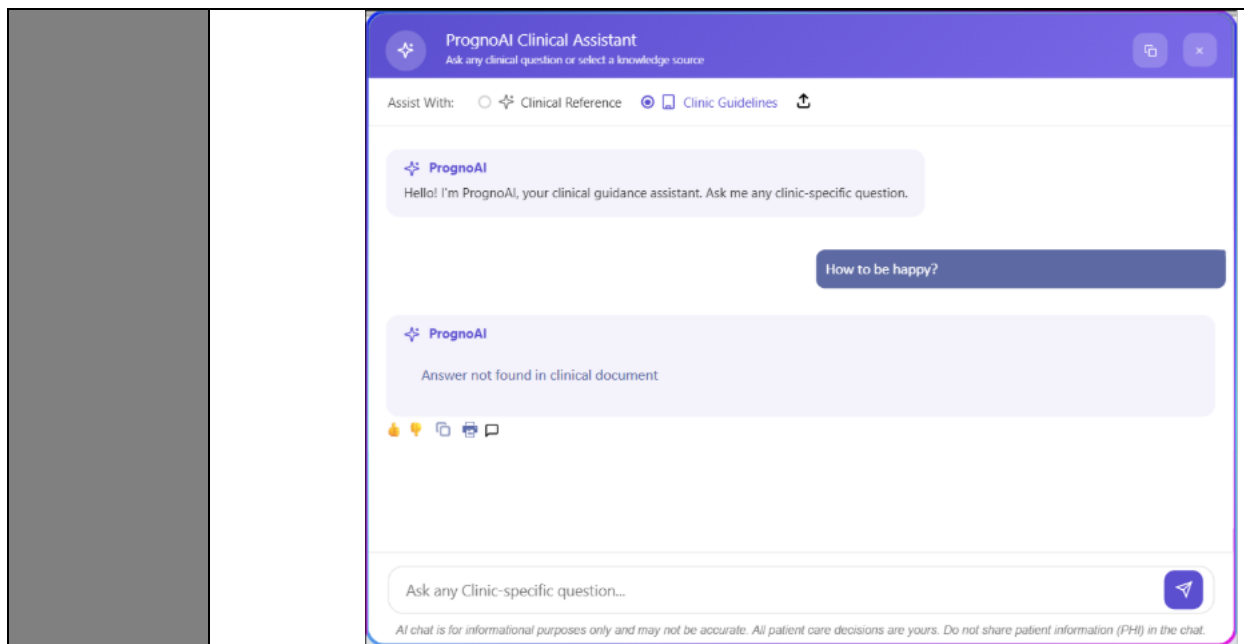 PrognoAI Clinical Assistant
Ask any clinical question or select a knowledge source
Assist With: Clinical Reference Clinic Guidelines
PrognoAI
Hello! I'm PrognoAI, your clinical guidance assistant. Ask me any clinic-specific question.
How to be happy?
PrognoAI
Answer not found in clinical document
Ask any Clinic-specific question...
AI chat is for informational purposes only and may not be accurate. All patient care decisions are yours. Do not share patient information (PHI) in the chat.